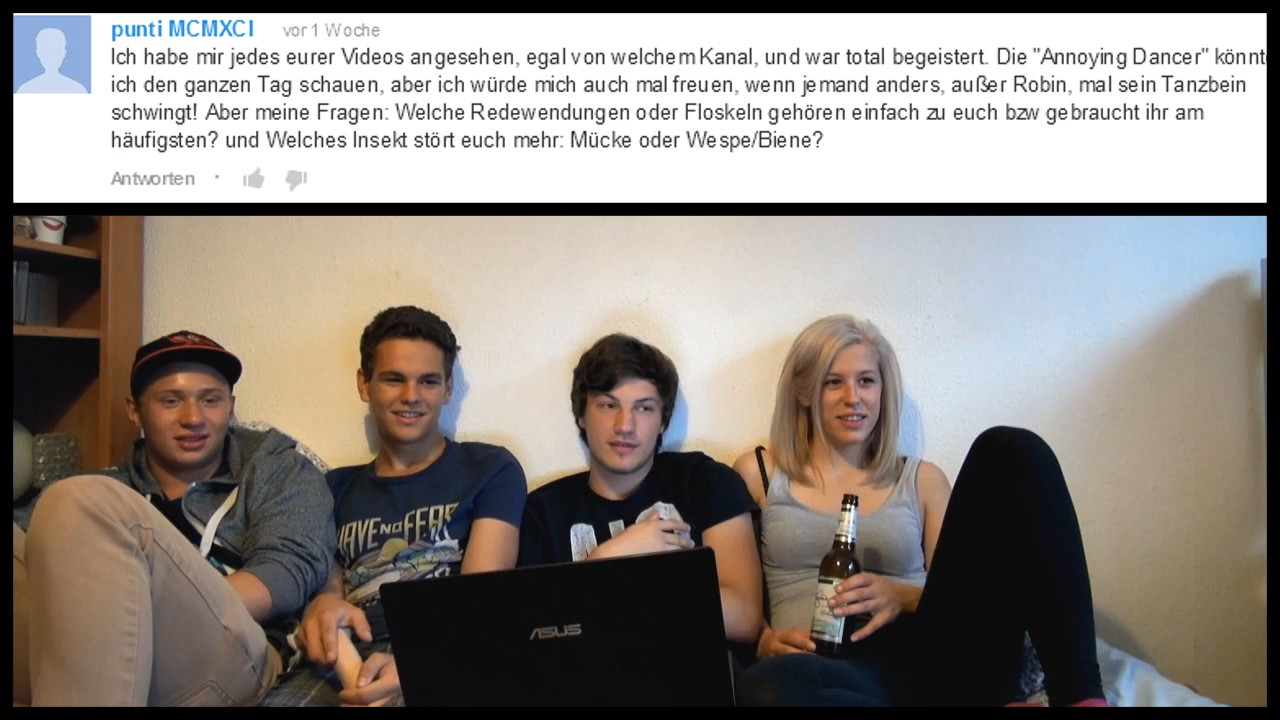 punti MCMXCI vor 1 Woche
Ich habe mir jedes eurer Videos angesehen, egal von welchem Kanal, und war total begeistert. Die "Annoying Dancer" könnt
ich den ganzen Tag schauen, aber ich würde mich auch mal freuen, wenn jemand anders, außer Robin, mal sein Tanzbein
schwingt! Aber meine Fragen: Welche Redewendungen oder Floskeln gehören einfach zu euch bzw gebraucht ihr am
häufigsten? und Welches Insekt stört euch mehr: Mücke oder Wespe/Biene?
Antworten ·
HAVE NO FEAR
ASUS